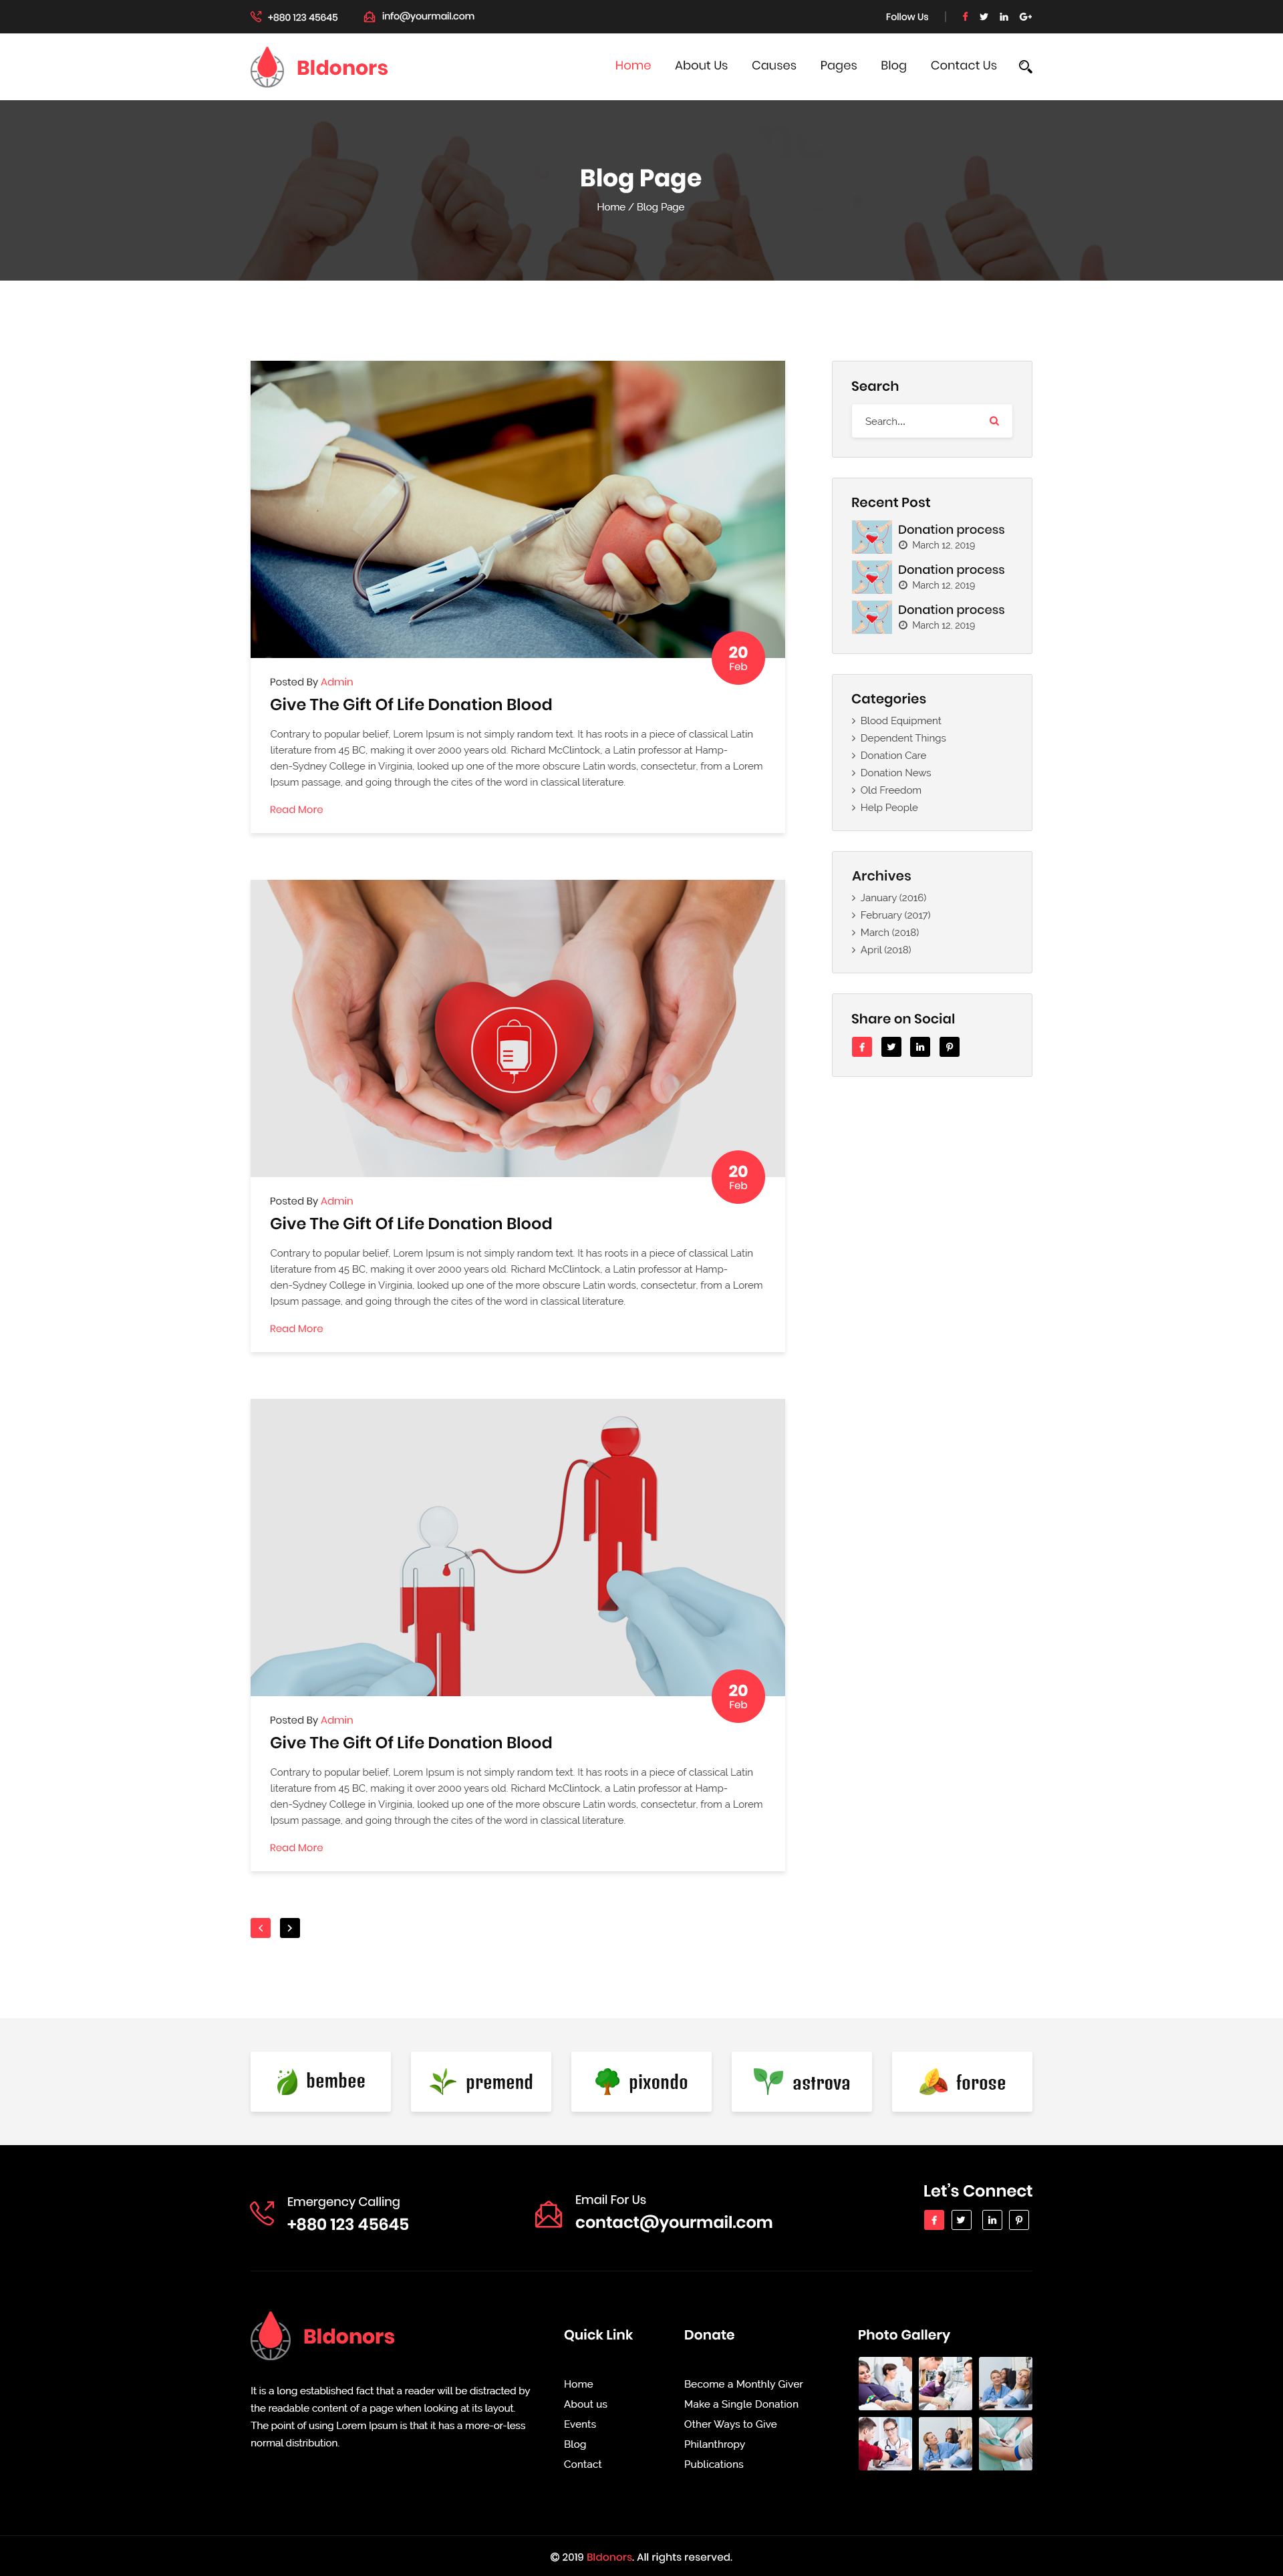 +880 123 45645
info@yourmail.com
Follow Us
Bldonors
Home
About Us
Causes
Pages
Blog
Contact Us
Blog Page
Home / Blog Page
20
Feb
Posted By Admin
Give The Gift Of Life Donation Blood
Contrary to popular belief, Lorem Ipsum is not simply random text. It has roots in a piece of classical Latin
literature from 45 BC, making it over 2000 years old. Richard McClintock, a Latin professor at Hamp-
den-Sydney College in Virginia, looked up one of the more obscure Latin words, consectetur, from a Lorem
Ipsum passage, and going through the cites of the word in classical literature.
Read More
20
Feb
Posted By Admin
Give The Gift Of Life Donation Blood
Contrary to popular belief, Lorem Ipsum is not simply random text. It has roots in a piece of classical Latin
literature from 45 BC, making it over 2000 years old. Richard McClintock, a Latin professor at Hamp-
den-Sydney College in Virginia, looked up one of the more obscure Latin words, consectetur, from a Lorem
Ipsum passage, and going through the cites of the word in classical literature.
Read More
20
Feb
Posted By Admin
Give The Gift Of Life Donation Blood
Contrary to popular belief, Lorem Ipsum is not simply random text. It has roots in a piece of classical Latin
literature from 45 BC, making it over 2000 years old. Richard McClintock, a Latin professor at Hamp-
den-Sydney College in Virginia, looked up one of the more obscure Latin words, consectetur, from a Lorem
Ipsum passage, and going through the cites of the word in classical literature.
Read More
Search
Search...
Recent Post
Donation process
March 12, 2019
Donation process
March 12, 2019
Donation process
March 12, 2019
Categories
Blood Equipment
Dependent Things
Donation Care
Donation News
Old Freedom
Help People
Archives
January (2016)
February (2017)
March (2018)
April (2018)
Share on Social
bembee
premend
pixondo
astrova
forose
Emergency Calling
+880 123 45645
Email For Us
contact@yourmail.com
Let's Connect
Bldonors
It is a long established fact that a reader will be distracted by
the readable content of a page when looking at its layout.
The point of using Lorem Ipsum is that it has a more-or-less
normal distribution.
Quick Link
Home
About us
Events
Blog
Contact
Donate
Become a Monthly Giver
Make a Single Donation
Other Ways to Give
Philanthropy
Publications
Photo Gallery
© 2019 Bldonors. All rights reserved.